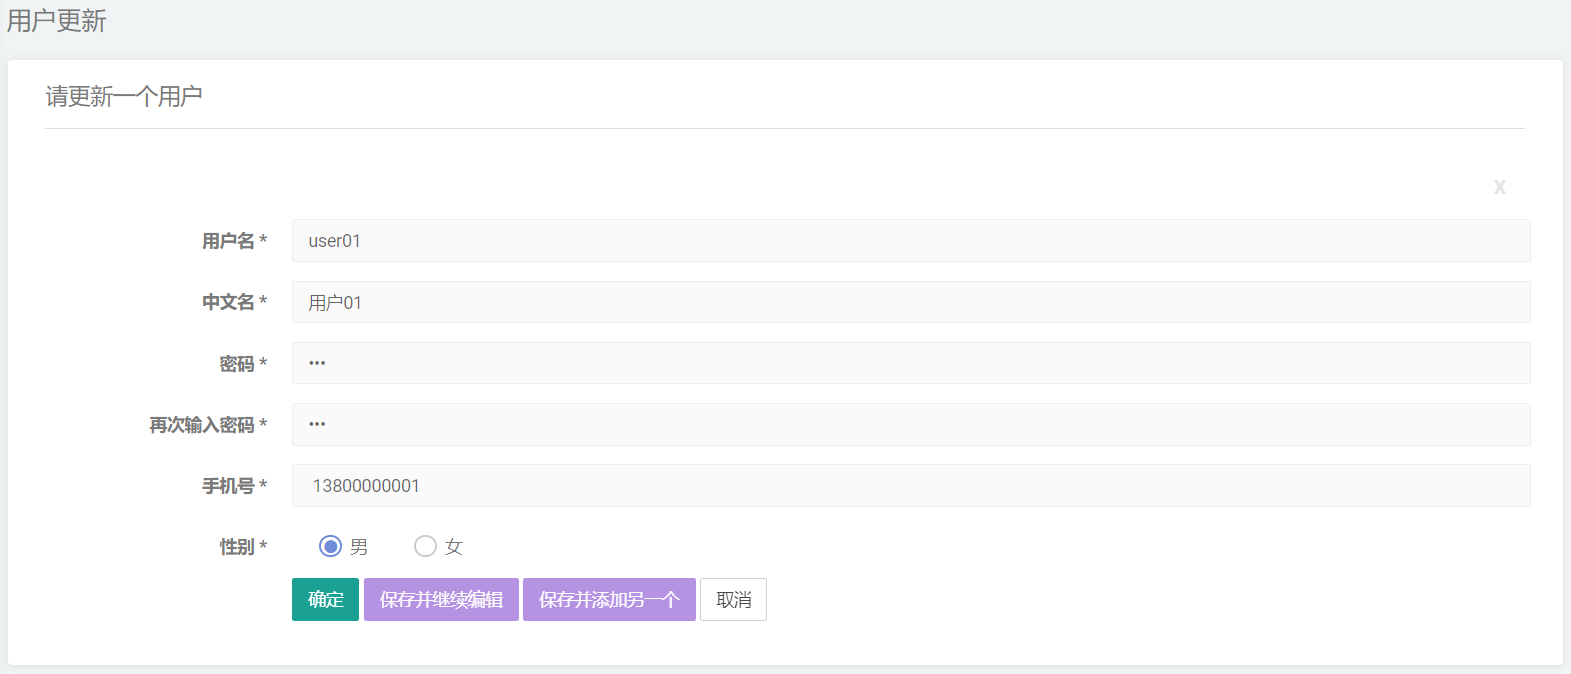 用户更新
请更新一个用户
x
用户名 * user01
中文名 * 用户01
密码 * •••
再次输入密码 * •••
手机号 * 13800000001
性别 * 男 女
确定 保存并继续编辑 保存并添加另一个 取消